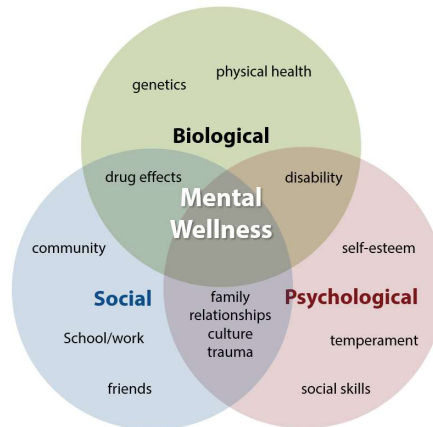 physical health
genetics
Biological
drug effects
disability
Mental
Wellness
community
self-esteem
Social
family
relationships
culture
trauma
Psychological
School/work
temperament
friends
social skills